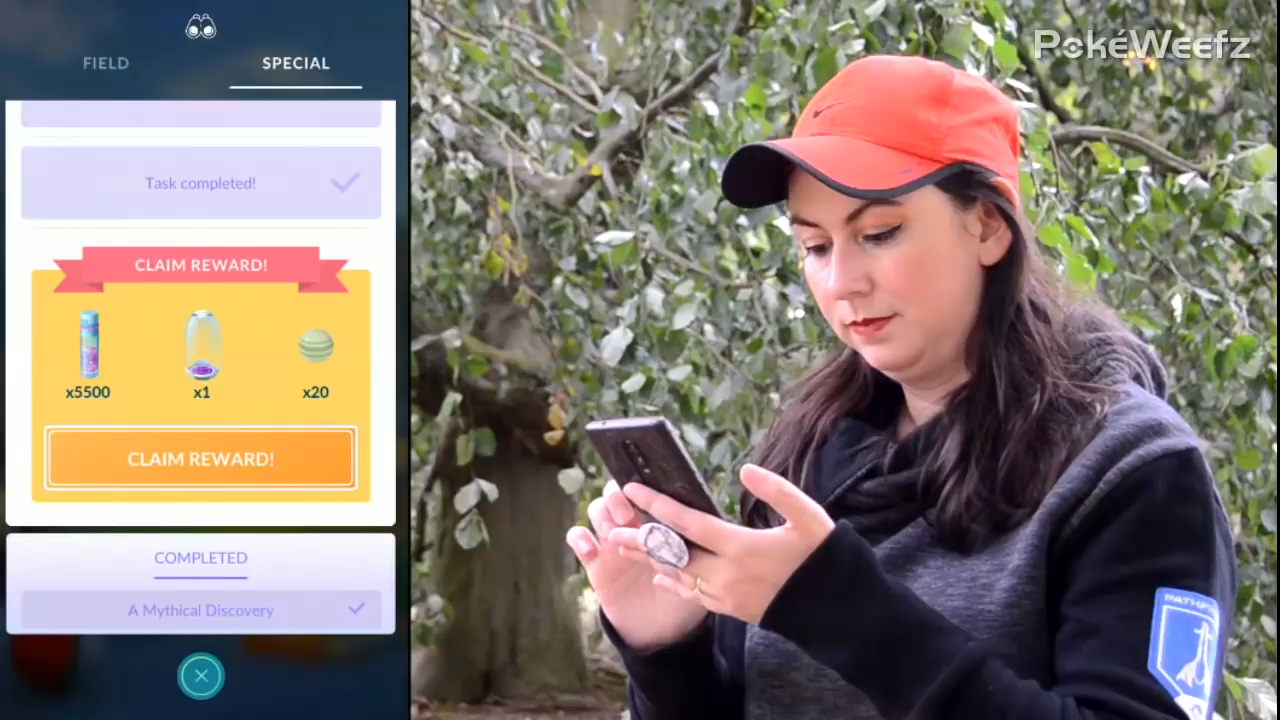 FIELD
SPECIAL
Task completed!
CLAIM REWARD!
x5500
x1
x20
CLAIM REWARD!
COMPLETED
A Mythical Discovery
PokéWeefz